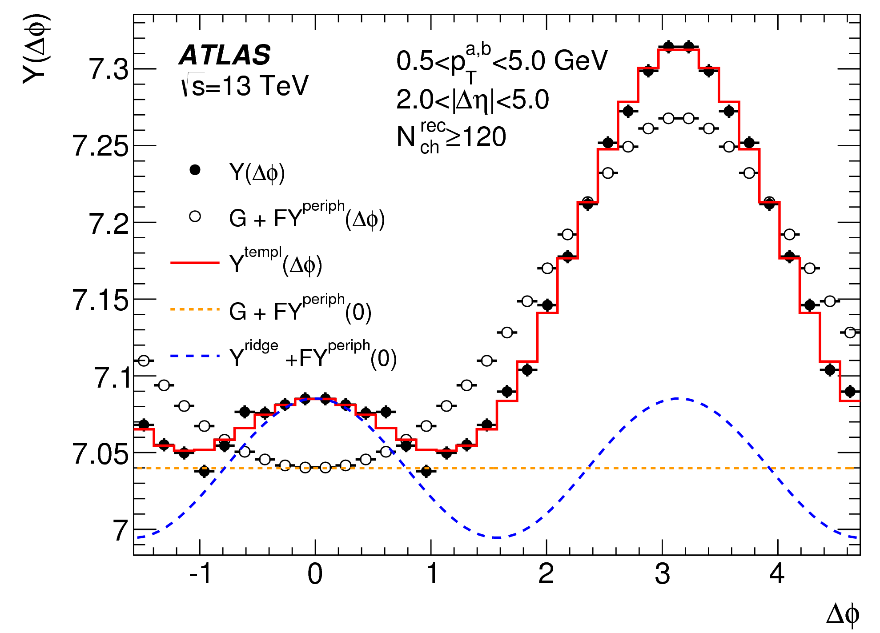 ATLAS
√s=13 TeV
0.5<p_T^{a,b}<5.0 GeV
2.0<|Δη|<5.0
N_{ch}^{rec}≥120
Y(Δϕ)
G + FY^{periph}(Δϕ)
Y^{templ}(Δϕ)
G + FY^{periph}(0)
Y^{ridge} +FY^{periph}(0)
Y(Δϕ)
7.3
7.25
7.2
7.15
7.1
7.05
7
-1 0 1 2 3 4
Δϕ